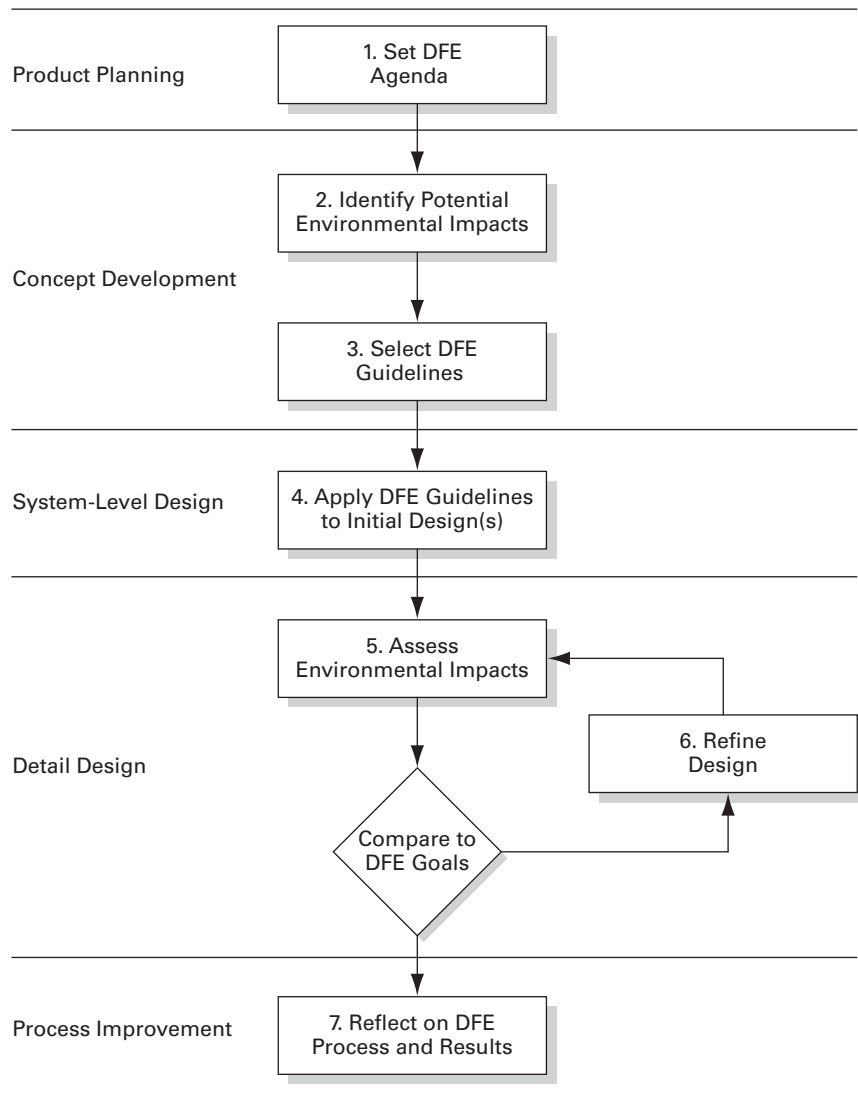 Product Planning
1. Set DFE
Agenda
2. Identify Potential
Environmental Impacts
Concept Development
3. Select DFE
Guidelines
System-Level Design
4. Apply DFE Guidelines
to Initial Design(s)
5. Assess
Environmental Impacts
6. Refine
Design
Detail Design
Compare to
DFE Goals
Process Improvement
7. Reflect on DFE
Process and Results